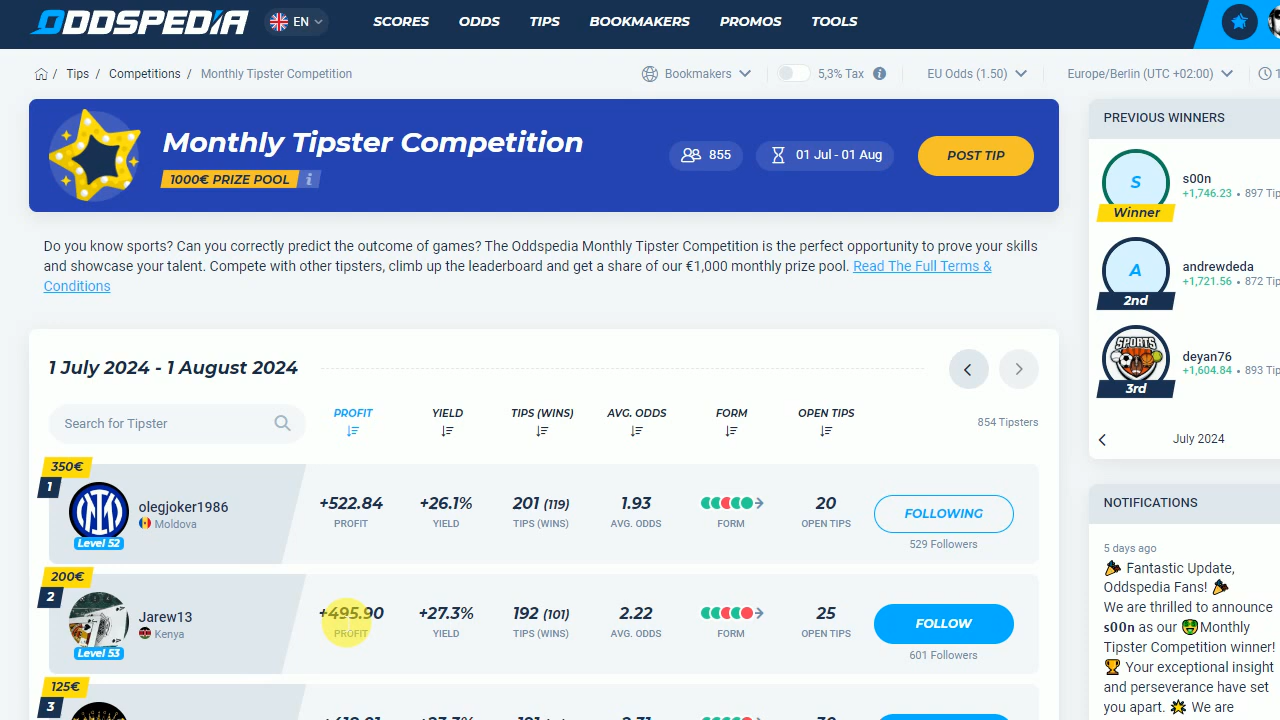 ODDSPEDIA EN SCORES ODDS TIPS BOOKMAKERS PROMOS TOOLS
/ Tips / Competitions / Monthly Tipster Competition Bookmakers 5,3% Tax i EU Odds (1.50) Europe/Berlin (UTC +02:00)
Monthly Tipster Competition
1000€ PRIZE POOL i
855 01 Jul - 01 Aug POST TIP
Do you know sports? Can you correctly predict the outcome of games? The Oddspedia Monthly Tipster Competition is the perfect opportunity to prove your skills
and showcase your talent. Compete with other tipsters, climb up the leaderboard and get a share of our €1,000 monthly prize pool. Read The Full Terms &
Conditions
1 July 2024 - 1 August 2024
Search for Tipster PROFIT YIELD TIPS (WINS) AVG. ODDS FORM OPEN TIPS 854 Tipsters
350€
1
Level 52
olegjoker1986
Moldova
+522.84 +26.1% 201 (119) 1.93 20 FOLLOWING
PROFIT YIELD TIPS (WINS) AVG. ODDS FORM OPEN TIPS 529 Followers
200€
2
Level 53
Jarew13
Kenya
+495.90 +27.3% 192 (101) 2.22 25 FOLLOW
PROFIT YIELD TIPS (WINS) AVG. ODDS FORM OPEN TIPS 601 Followers
125€
3
PREVIOUS WINNERS
S
Winner
s00n
+1,746.23 • 897 Tip
A
2nd
andrewdeda
+1,721.56 • 872 Tip
SPORTS
3rd
deyan76
+1,604.84 • 893 Tip
July 2024
NOTIFICATIONS
5 days ago
Fantastic Update,
Oddspedia Fans!
We are thrilled to announce
s00n as our Monthly
Tipster Competition winner!
Your exceptional insight
and perseverance have set
you apart. We are